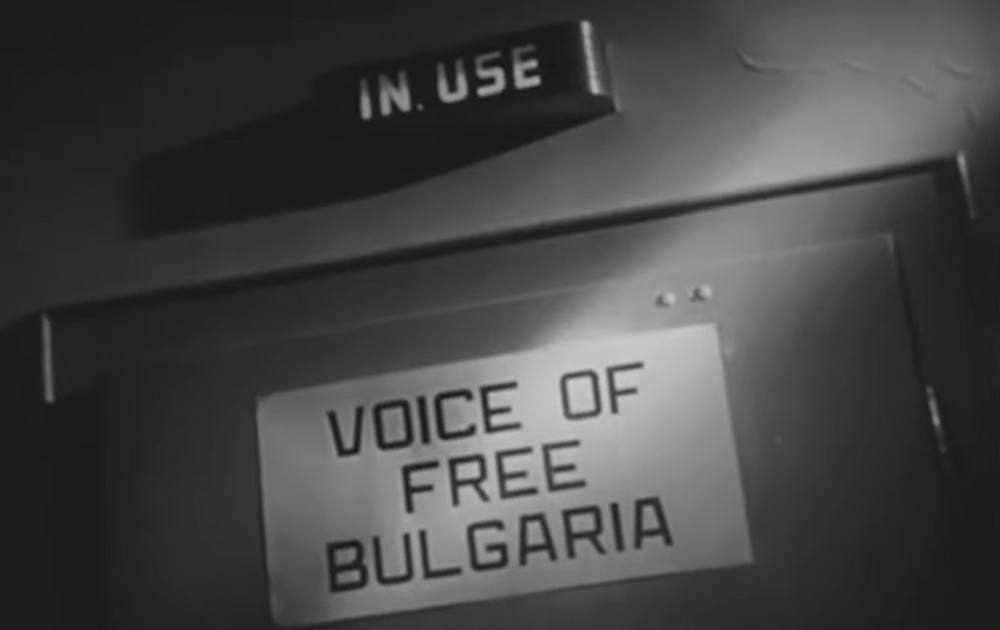 IN. USE
VOICE OF
FREE
BULGARIA